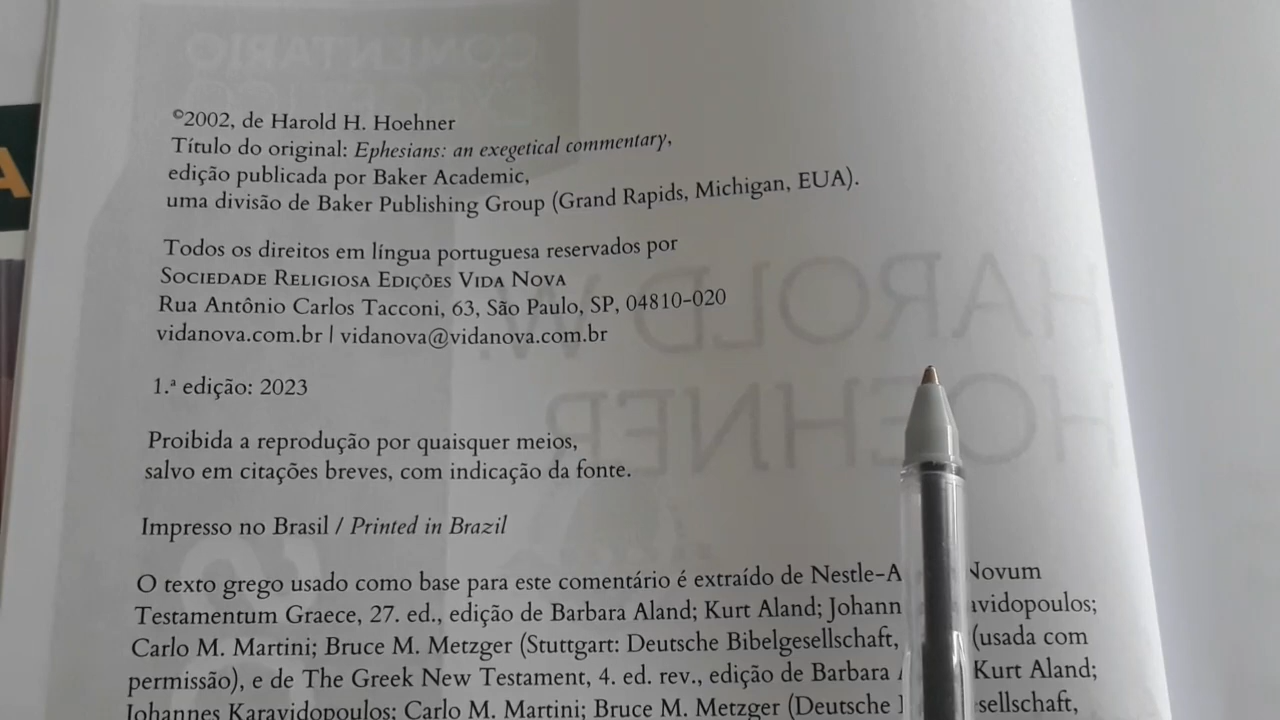 ©2002, de Harold H. Hoehner
Título do original: Ephesians: an exegetical commentary,
edição publicada por Baker Academic,
uma divisão de Baker Publishing Group (Grand Rapids, Michigan, EUA).
Todos os direitos em língua portuguesa reservados por
SOCIEDADE RELIGIOSA EDIÇÕES VIDA NOVA
Rua Antônio Carlos Tacconi, 63, São Paulo, SP, 04810-020
vidanova.com.br | vidanova@vidanova.com.br
1.ª edição: 2023
Proibida a reprodução por quaisquer meios,
salvo em citações breves, com indicação da fonte.
Impresso no Brasil / Printed in Brazil
O texto grego usado como base para este comentário é extraído de Nestle-A Novum
Testamentum Graece, 27. ed., edição de Barbara Aland; Kurt Aland; Johann avidopoulos;
Carlo M. Martini; Bruce M. Metzger (Stuttgart: Deutsche Bibelgesellschaft, (usada com
permissão), e de The Greek New Testament, 4. ed. rev., edição de Barbara Kurt Aland;
Johannes Karavidopoulos; Carlo M. Martini; Bruce M. Metzger (Deutsche sellschaft,